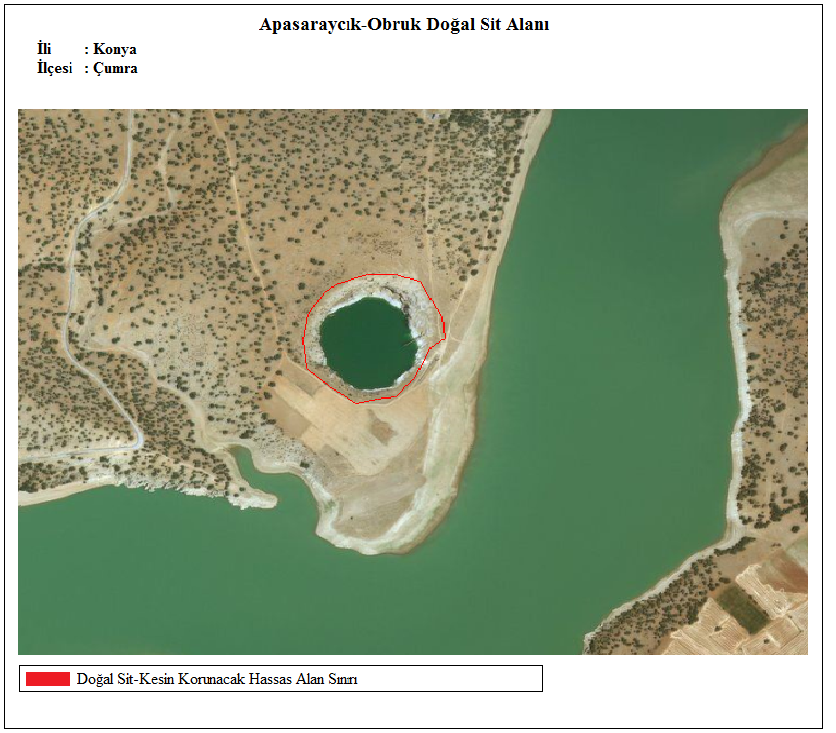 Apasaraycık-Obruk Doğal Sit Alanı
İli : Konya
İlçesi : Çumra
Doğal Sit-Kesin Korunacak Hassas Alan Sınırı